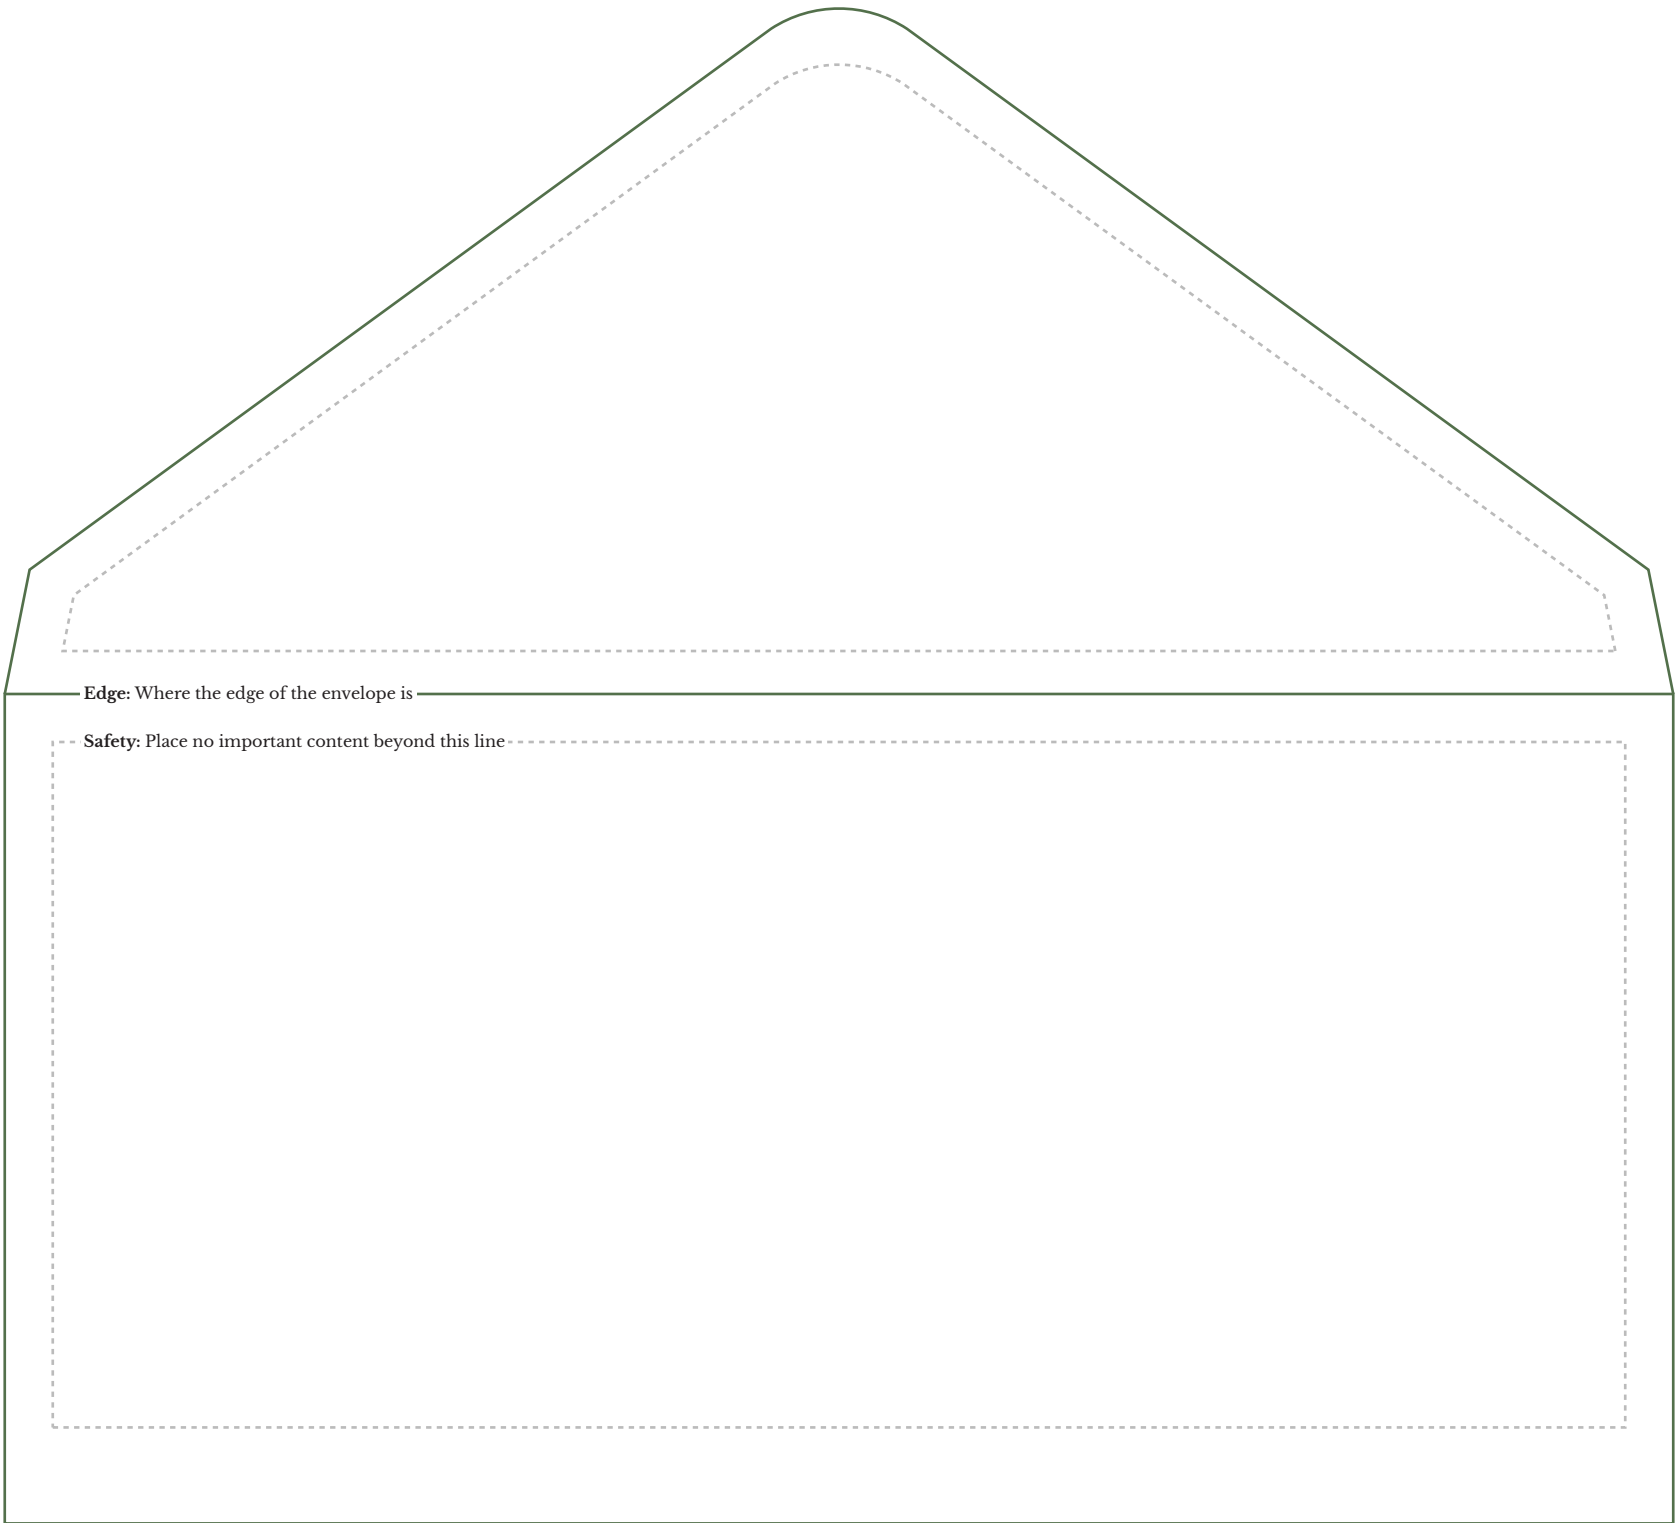 Edge: Where the edge of the envelope is
Safety: Place no important content beyond this line